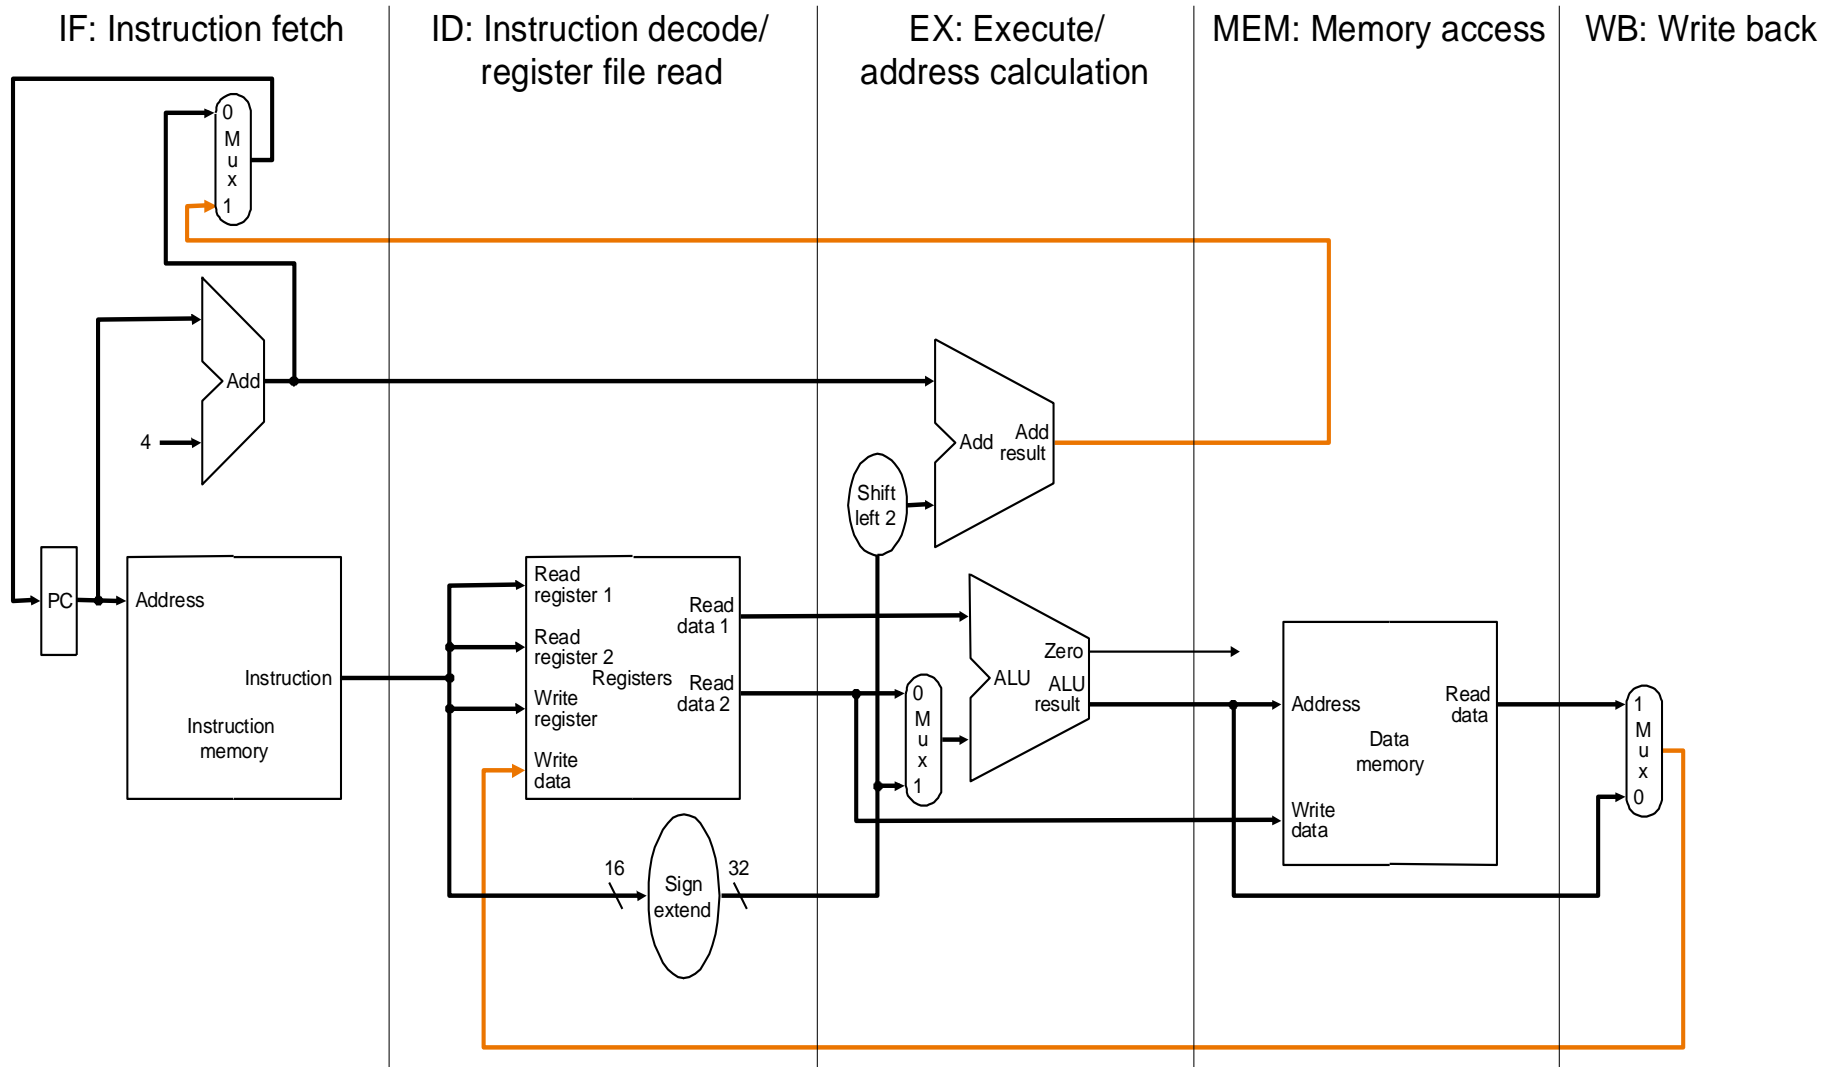 IF: Instruction fetch
ID: Instruction decode/
register file read
EX: Execute/
address calculation
MEM: Memory access
WB: Write back
0
M
u
x
1
Add
4
Add
Add
result
Shift
left 2
PC
Address
Instruction
Instruction
memory
Read
register 1
Read
register 2
Write
register
Write
data
Registers
Read
data 1
Read
data 2
16
Sign
extend
32
0
M
u
x
1
Zero
ALU
ALU
result
Address
Read
data
Data
memory
Write
data
1
M
u
x
0